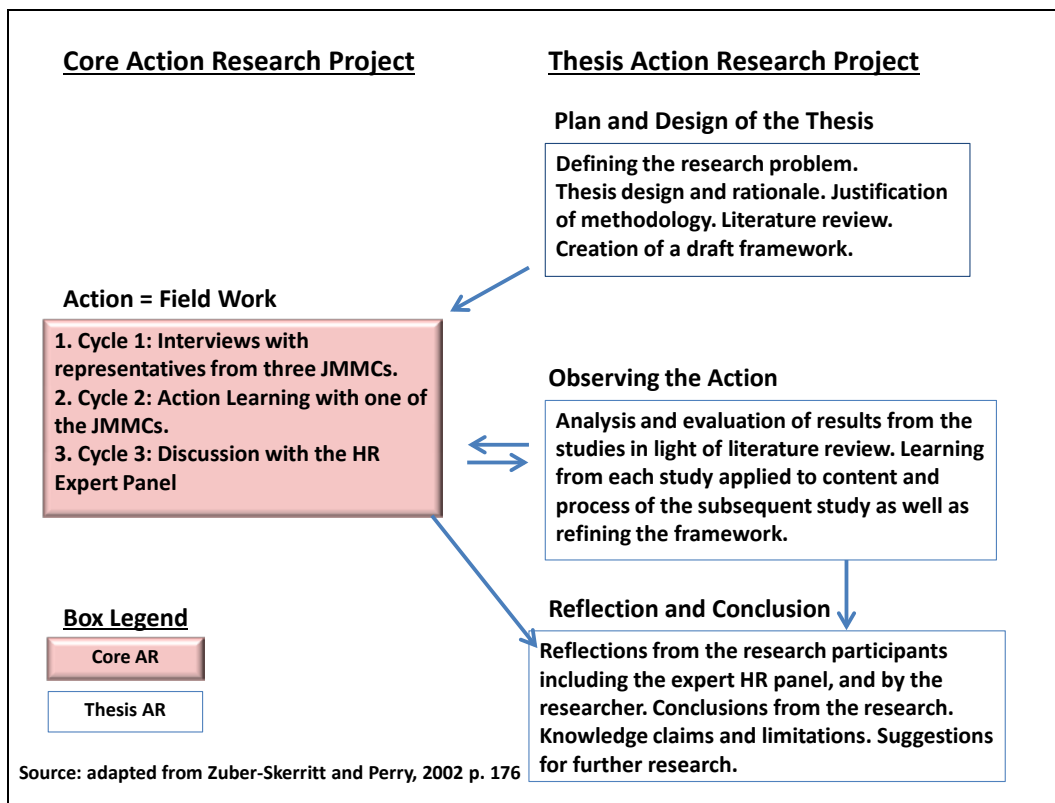 Core Action Research Project
Thesis Action Research Project
Plan and Design of the Thesis
Defining the research problem.
Thesis design and rationale. Justification
of methodology. Literature review.
Creation of a draft framework.
Action = Field Work
1. Cycle 1: Interviews with
representatives from three JMMCs.
2. Cycle 2: Action Learning with one of
the JMMCs.
3. Cycle 3: Discussion with the HR
Expert Panel
Observing the Action
Analysis and evaluation of results from the
studies in light of literature review. Learning
from each study applied to content and
process of the subsequent study as well as
refining the framework.
Reflection and Conclusion
Reflections from the research participants
including the expert HR panel, and by the
researcher. Conclusions from the research.
Knowledge claims and limitations. Suggestions
for further research.
Box Legend
Core AR
Thesis AR
Source: adapted from Zuber-Skerritt and Perry, 2002 p. 176